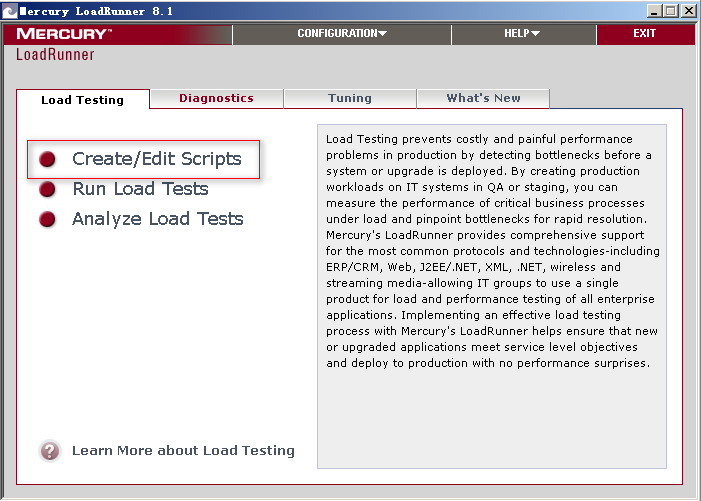 Mercury LoadRunner 8.1
MERCURY™ CONFIGURATION HELP EXIT
LoadRunner
Load Testing Diagnostics Tuning What's New
Create/Edit Scripts
Run Load Tests
Analyze Load Tests
Load Testing prevents costly and painful performance
problems in production by detecting bottlenecks before a
system or upgrade is deployed. By creating production
workloads on IT systems in QA or staging, you can
measure the performance of critical business processes
under load and pinpoint bottlenecks for rapid resolution.
Mercury's LoadRunner provides comprehensive support
for the most common protocols and technologies-including
ERP/CRM, Web, J2EE/.NET, XML, .NET, wireless and
streaming media-allowing IT groups to use a single
product for load and performance testing of all enterprise
applications. Implementing an effective load testing
process with Mercury's LoadRunner helps ensure that new
or upgraded applications meet service level objectives
and deploy to production with no performance surprises.
? Learn More about Load Testing